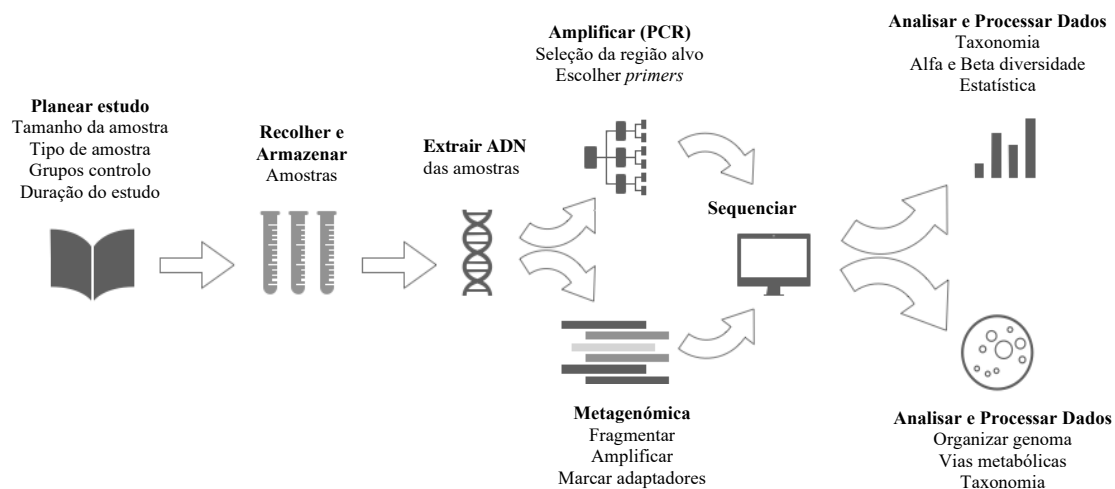 Planear estudo
Tamanho da amostra
Tipo de amostra
Grupos controlo
Duração do estudo
Recolher e
Armazenar
Amostras
Extrair ADN
das amostras
Amplificar (PCR)
Seleção da região alvo
Escolher primers
Metagenómica
Fragmentar
Amplificar
Marcar adaptadores
Sequenciar
Analisar e Processar Dados
Taxonomia
Alfa e Beta diversidade
Estatística
Analisar e Processar Dados
Organizar genoma
Vias metabólicas
Taxonomia